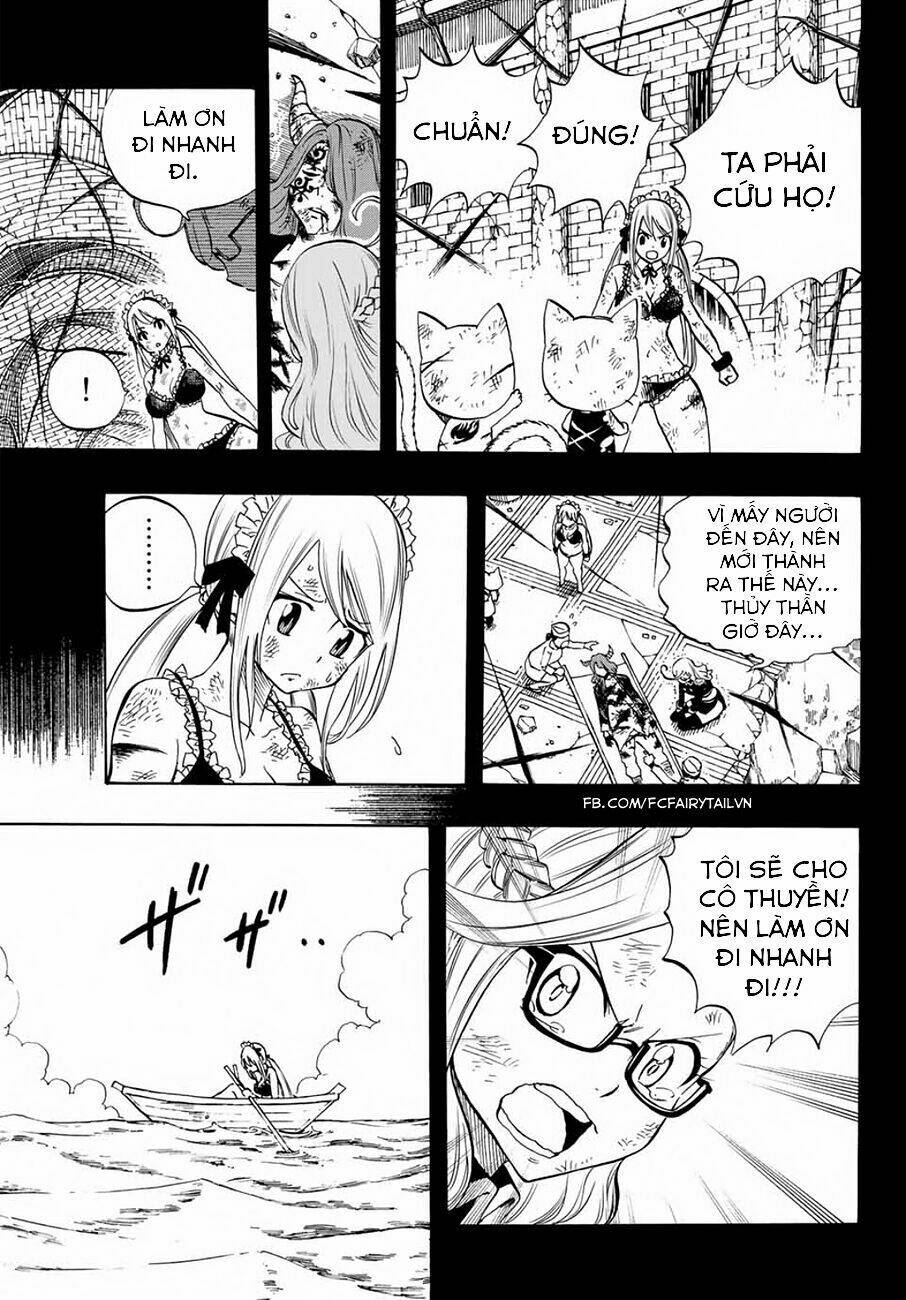 TA PHẢI
CỨU HỌ!
ĐÚNG!
CHUẨN!
LÀM ƠN
ĐI NHANH
ĐI.
!
VÌ MẤY NGƯỜI
ĐẾN ĐÂY, NÊN
MỚI THÀNH
RA THẾ NÀY...
THỦY THẦN
GIỜ ĐÂY...
......
FB.COM/FCFAIRYTAILVN
TÔI SẼ CHO
CÔ THUYỀN!
NÊN LÀM ƠN
ĐI NHANH
ĐI!!!
ザザ..